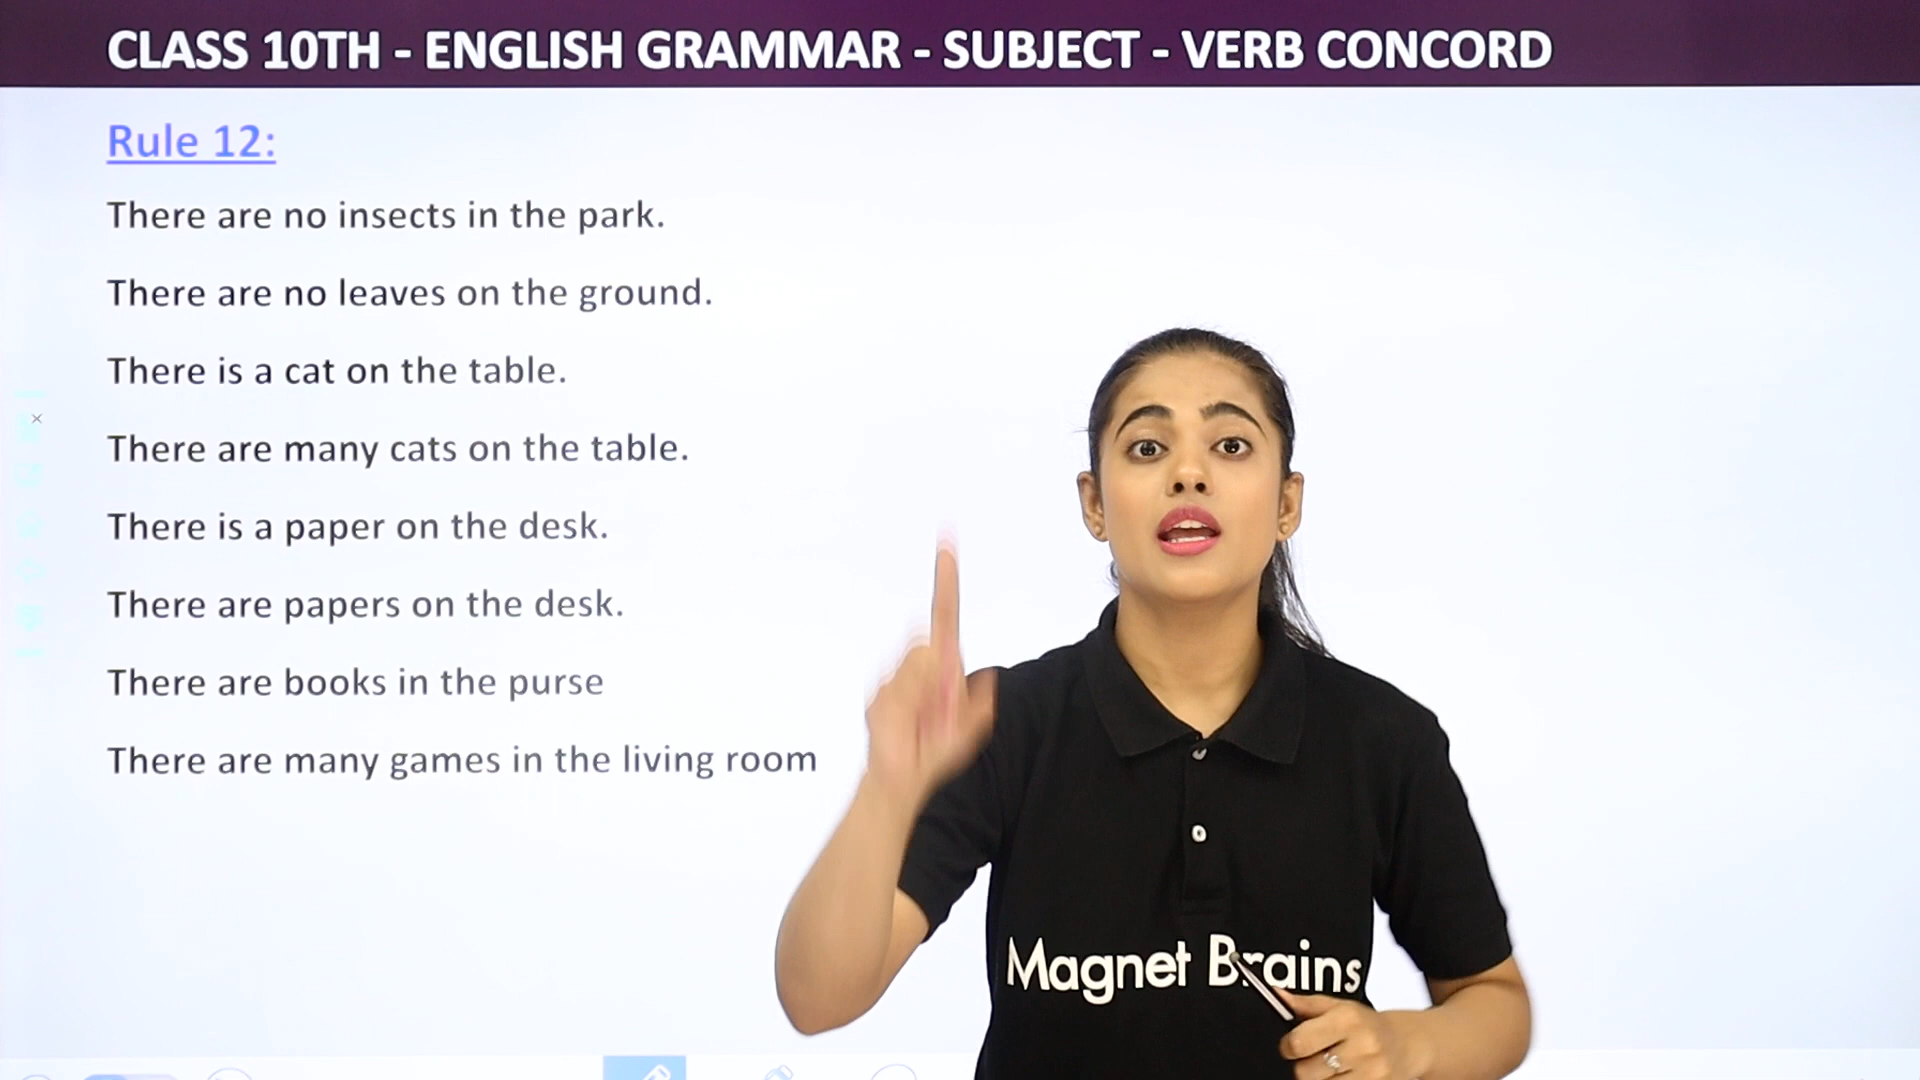 CLASS 10TH - ENGLISH GRAMMAR - SUBJECT - VERB CONCORD
Rule 12:
There are no insects in the park.
There are no leaves on the ground.
There is a cat on the table.
There are many cats on the table.
There is a paper on the desk.
There are papers on the desk.
There are books in the purse
There are many games in the living room
Magnet Brains